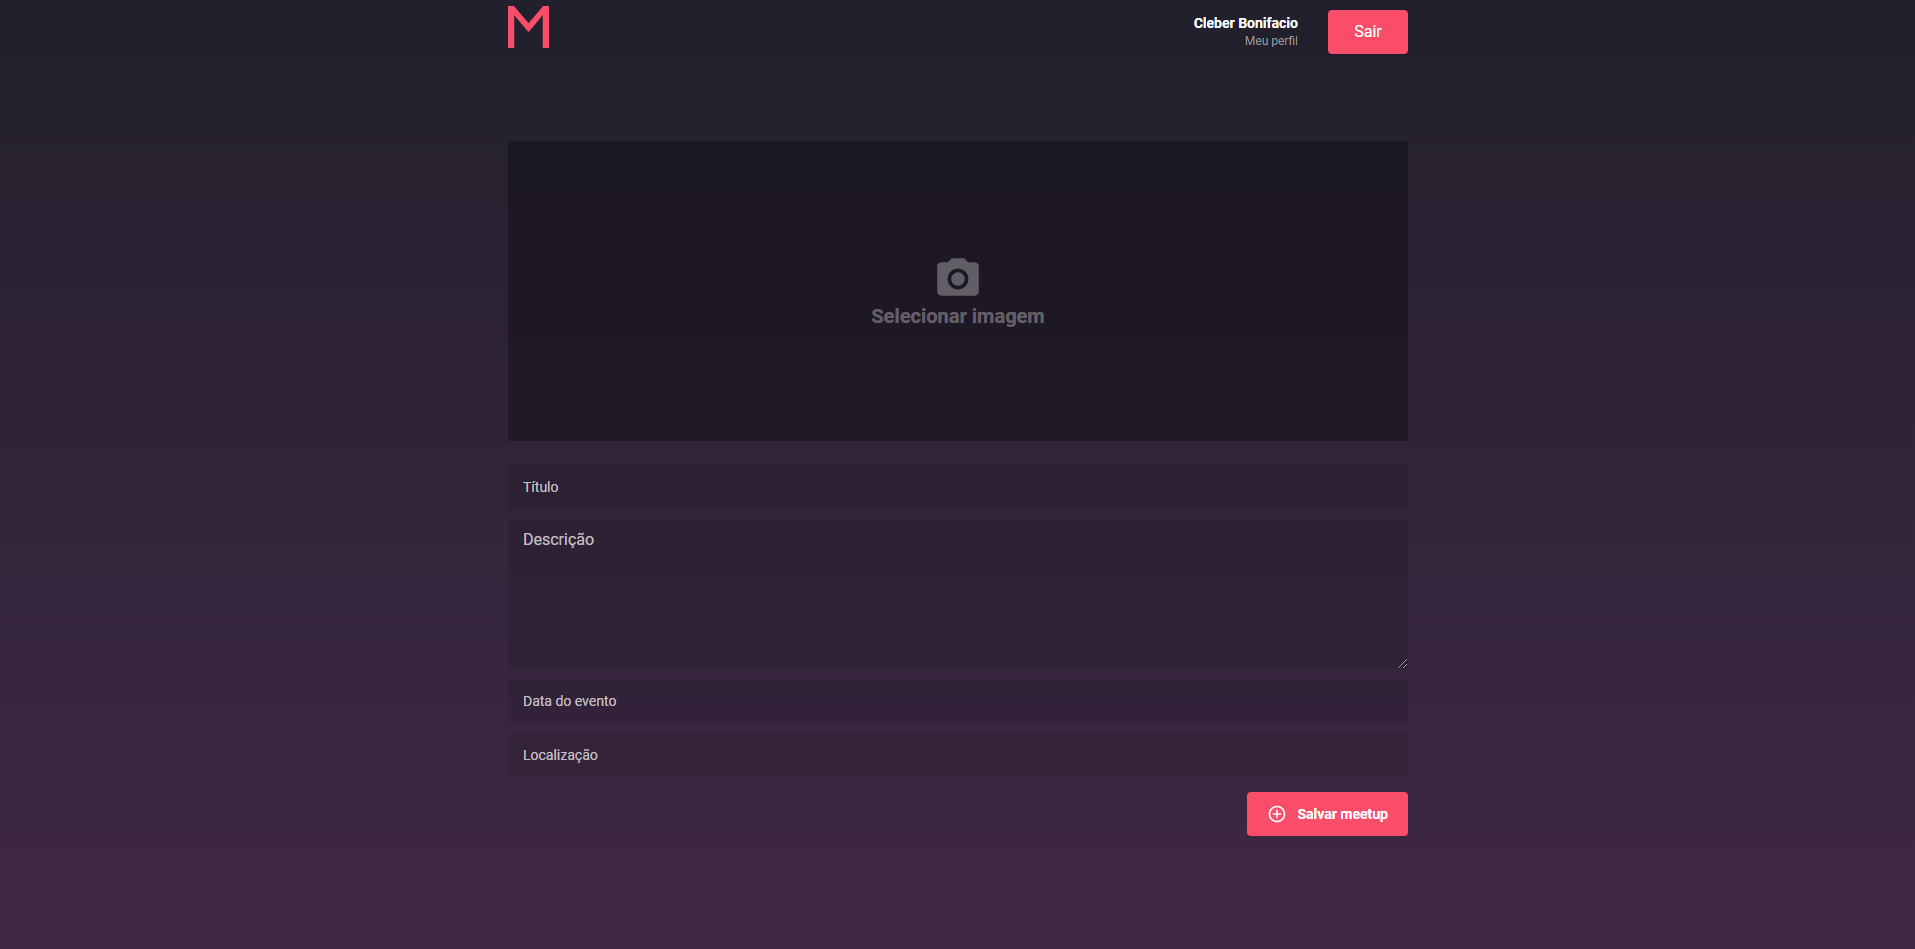 M
Cleber Bonifacio
Meu perfil
Sair
Selecionar imagem
Título
Descrição
Data do evento
Localização
Salvar meetup